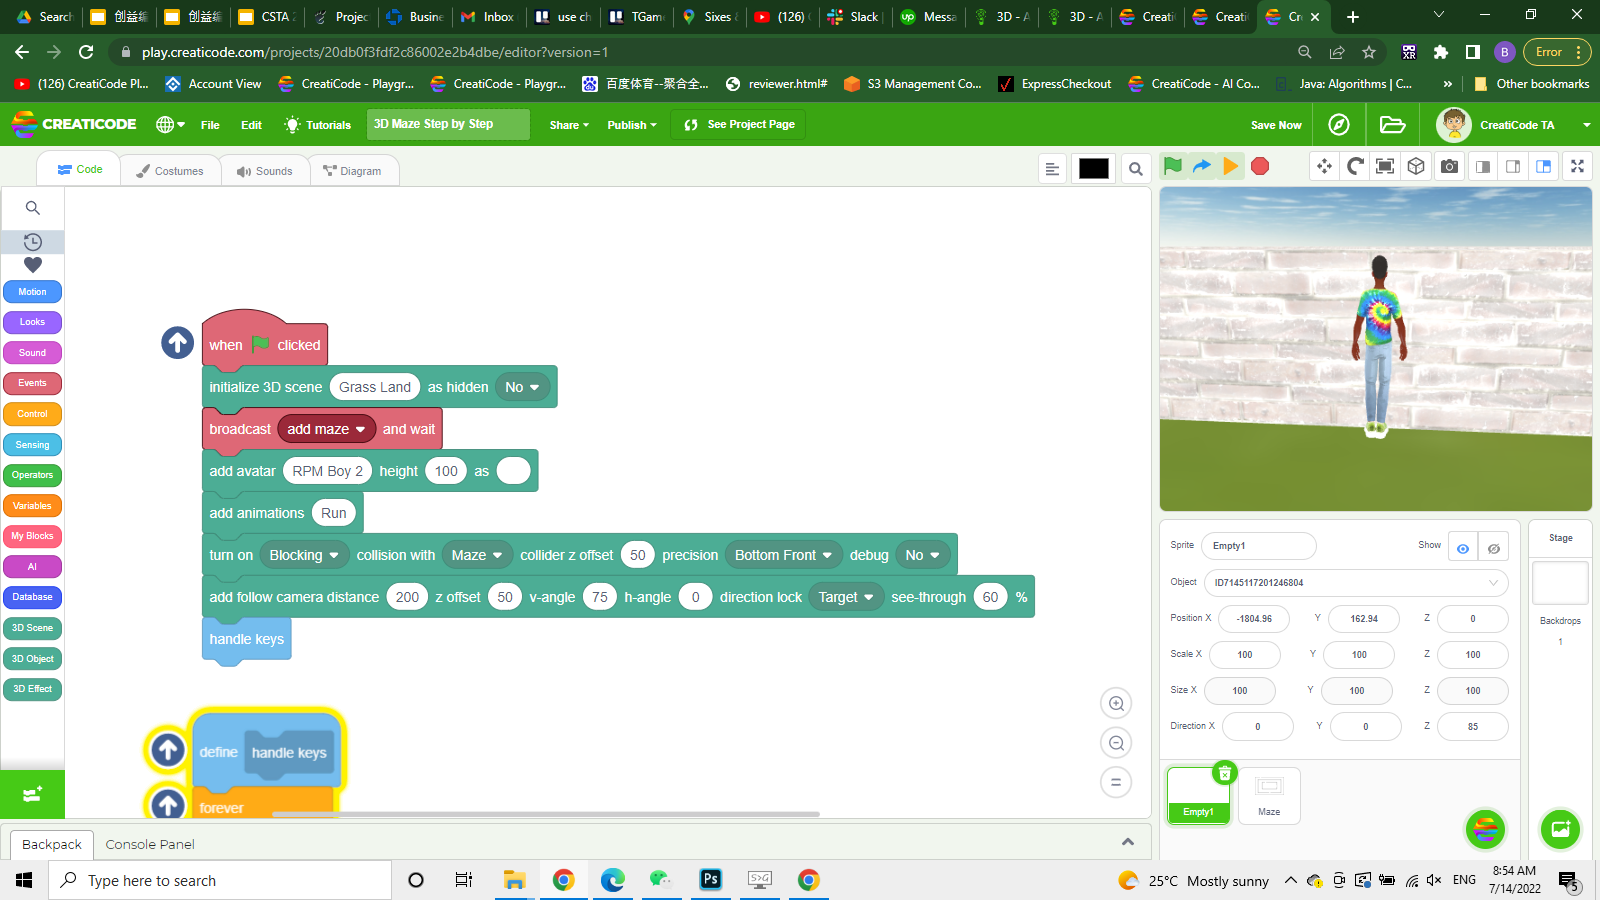 Search
创益编
创益编
CSTA 2
Projec
Busine
Inbox
use ch
TGame
Sixes &
(126) (
Slack |
Messa
3D - A
3D - A
Creati
Creati
Cr
play.creaticode.com/projects/20db0f3fdf2c86002e2b4dbe/editor?version=1
B
Error
(126) CreatiCode Pl...
Account View
CreatiCode - Playgr...
CreatiCode - Playgr...
百度体育--聚合全...
reviewer.html#
S3 Management Co...
ExpressCheckout
CreatiCode - AI Co...
Java: Algorithms | C...
»
Other bookmarks
CREATICODE
File
Edit
Tutorials
3D Maze Step by Step
Share
Publish
See Project Page
Save Now
CreatiCode TA
Code
Costumes
Sounds
Diagram
Motion
Looks
Sound
Events
Control
Sensing
Operators
Variables
My Blocks
AI
Database
3D Scene
3D Object
3D Effect
when clicked
initialize 3D scene Grass Land as hidden No
broadcast add maze and wait
add avatar RPM Boy 2 height 100 as
add animations Run
turn on Blocking collision with Maze collider z offset 50 precision Bottom Front debug No
add follow camera distance 200 z offset 50 v-angle 75 h-angle 0 direction lock Target see-through 60 %
handle keys
define handle keys
forever
Sprite Empty1 Show
Object ID7145117201246804
Position X -1804.96 Y 162.94 Z 0
Scale X 100 Y 100 Z 100
Size X 100 Y 100 Z 100
Direction X 0 Y 0 Z 85
Empty1
Maze
Stage
Backdrops
1
Backpack
Console Panel
Type here to search
Ps
S>G
25°C Mostly sunny
ENG
8:54 AM
7/14/2022
5